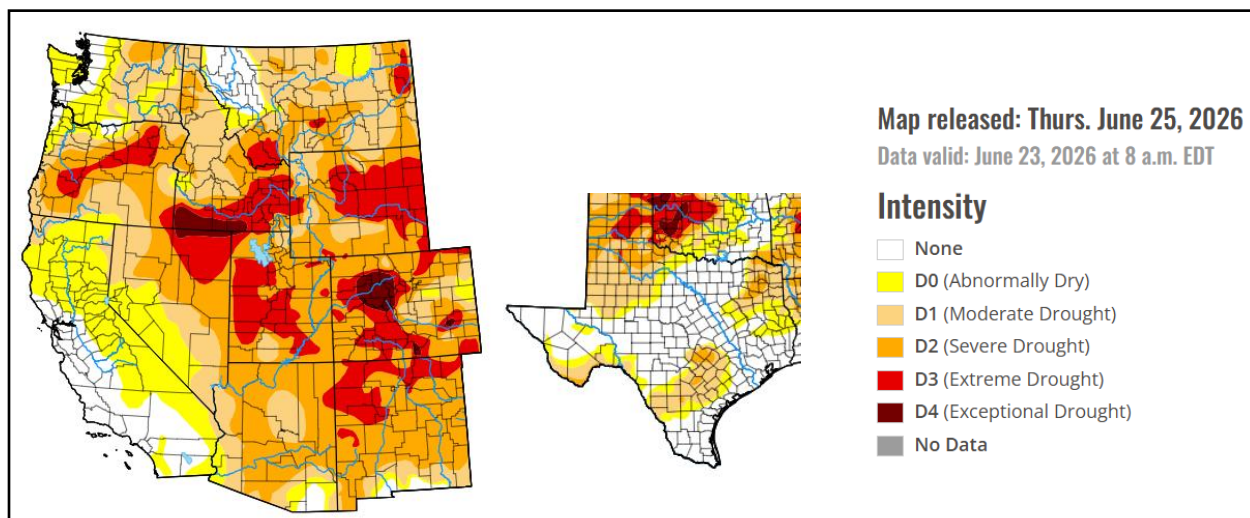 Map released: Thurs. June 25, 2026
Data valid: June 23, 2026 at 8 a.m. EDT
Intensity
None
D0 (Abnormally Dry)
D1 (Moderate Drought)
D2 (Severe Drought)
D3 (Extreme Drought)
D4 (Exceptional Drought)
No Data